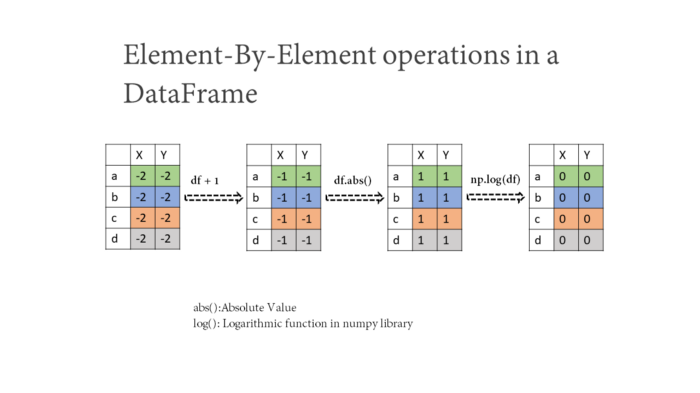 Element-By-Element operations in a
DataFrame
X Y
a -2 -2
b -2 -2
c -2 -2
d -2 -2
df + 1
X Y
a -1 -1
b -1 -1
c -1 -1
d -1 -1
df.abs()
X Y
a 1 1
b 1 1
c 1 1
d 1 1
np.log(df)
X Y
a 0 0
b 0 0
c 0 0
d 0 0
abs():Absolute Value
log(): Logarithmic function in numpy library